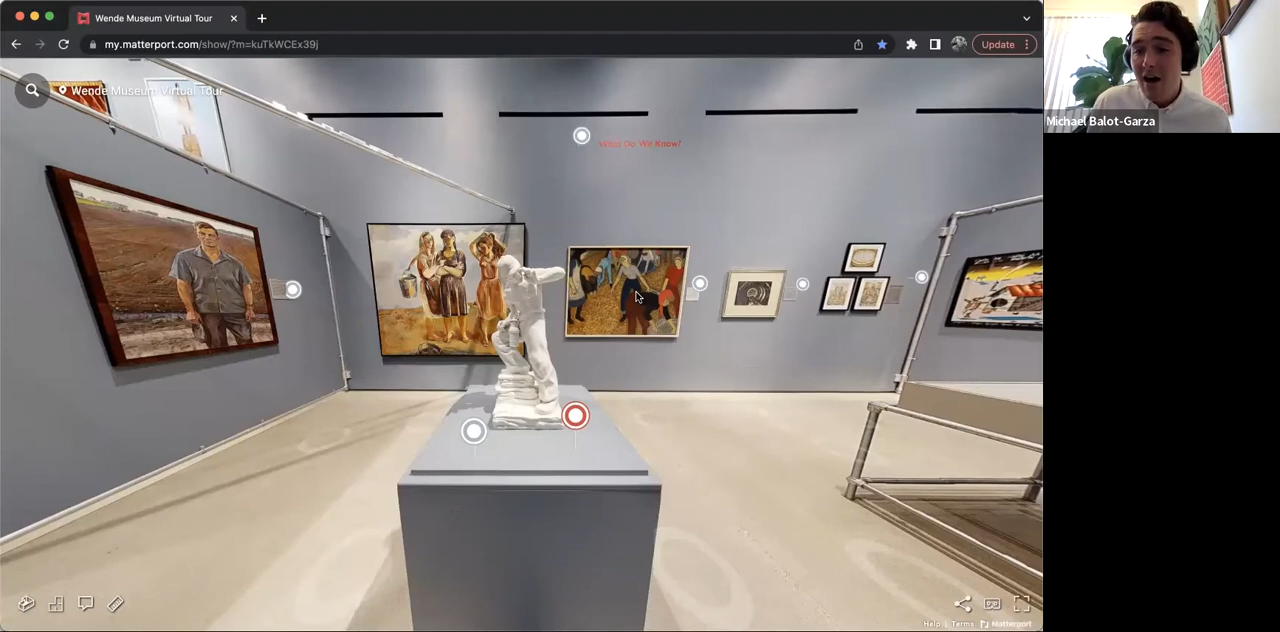 Wende Museum Virtual Tour
my.matterport.com/show/?m=kuTkWCEx39j
Update
Wende Museum Virtual Tour
What Do We Know?
Michael Balot-Garza
Help | Terms
Matterport